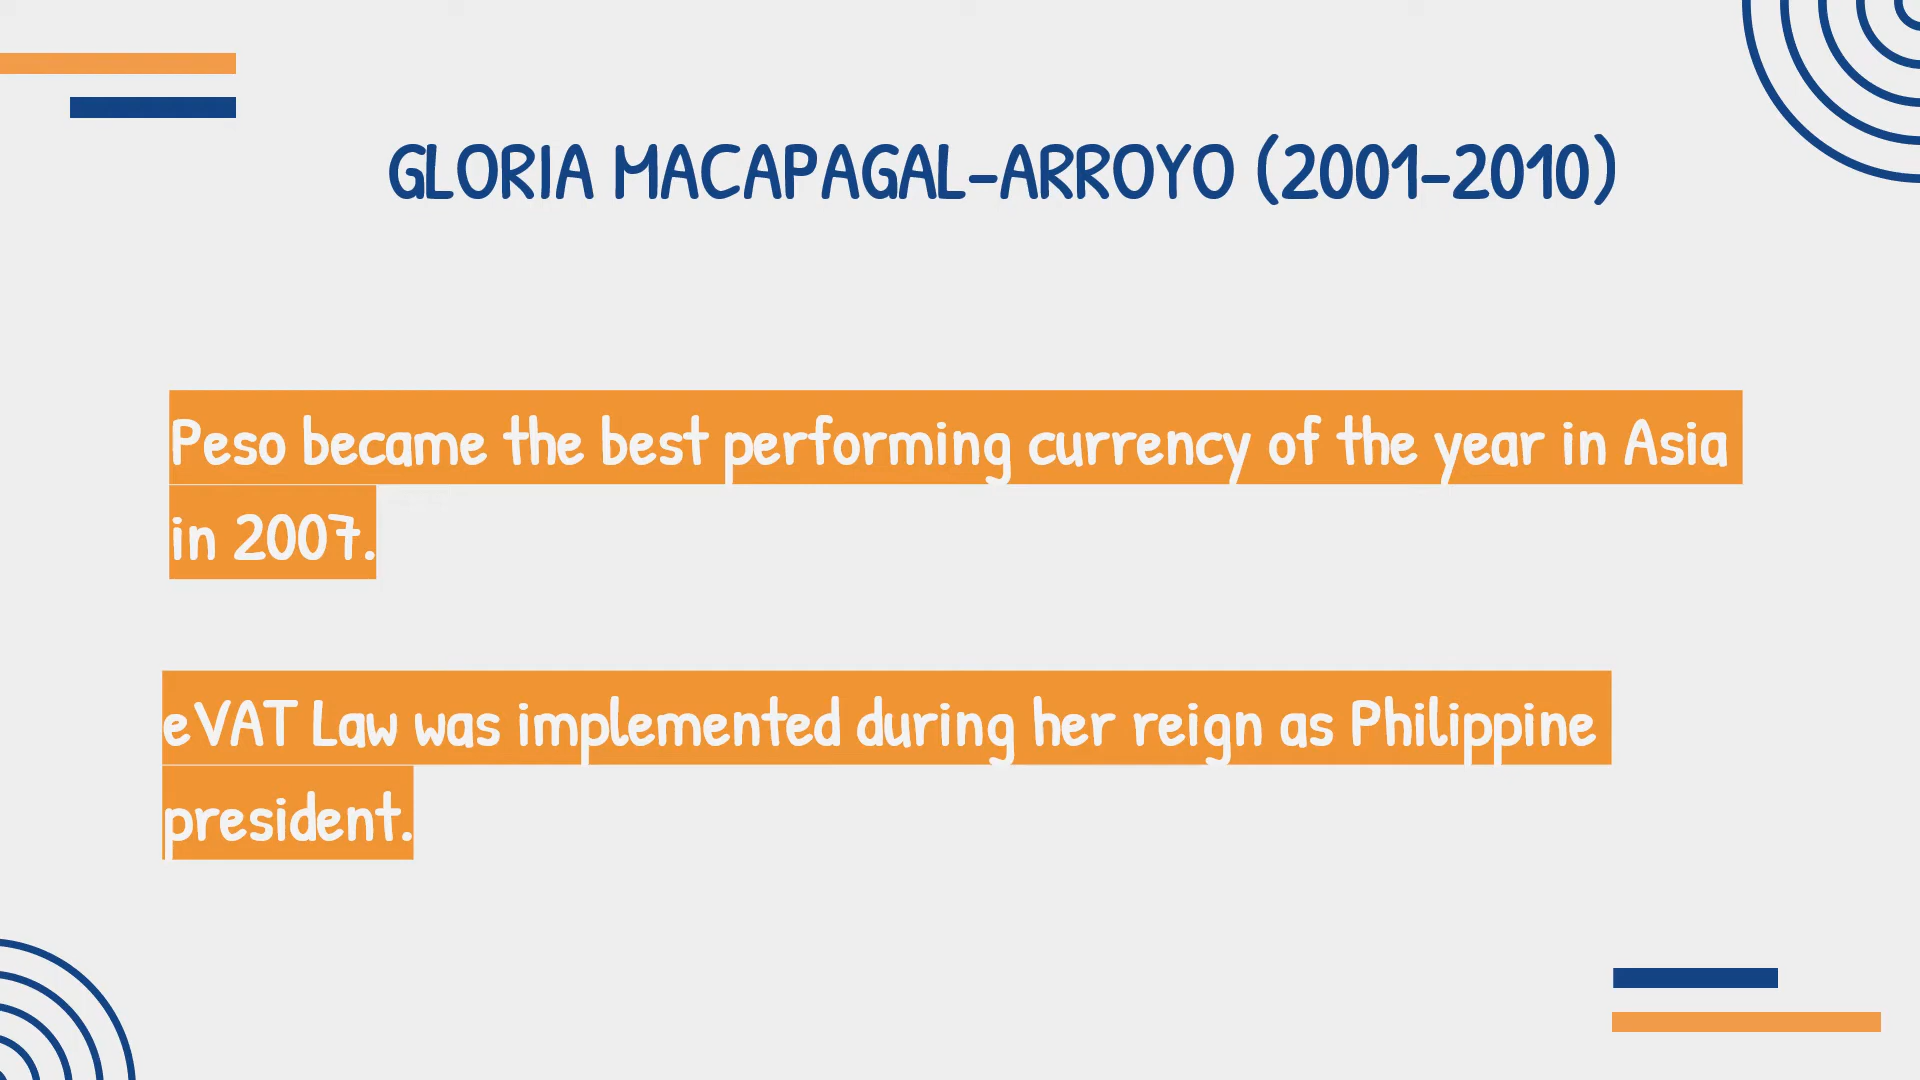 GLORIA MACAPAGAL-ARROYO (2001-2010)
Peso became the best performing currency of the year in Asia
in 2007.
eVAT Law was implemented during her reign as Philippine
president.